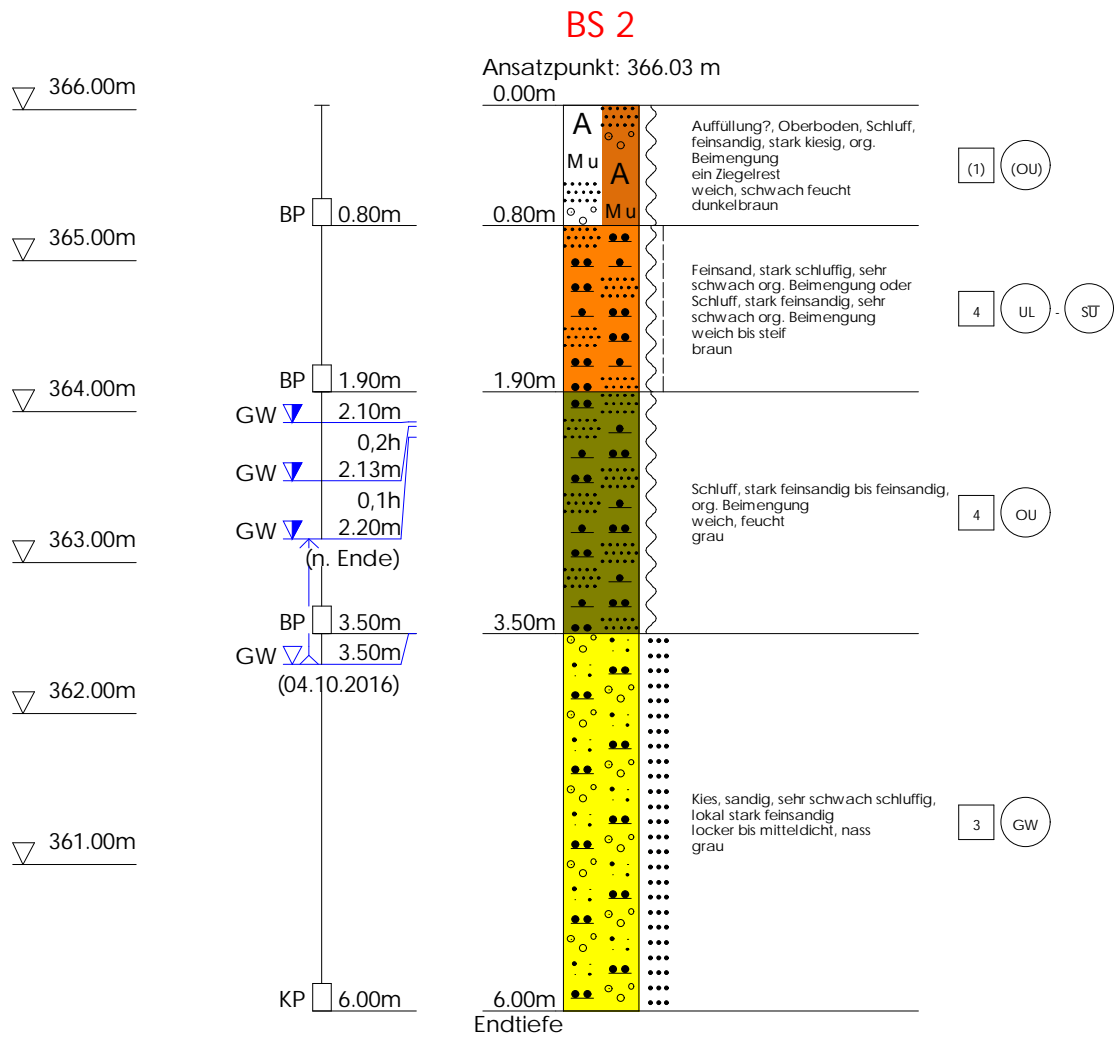 BS 2
Ansatzpunkt: 366.03 m
366.00m
365.00m
364.00m
363.00m
362.00m
361.00m
BP 0.80m
BP 1.90m
GW 2.10m
0,2h
GW 2.13m
0,1h
GW 2.20m
(n. Ende)
BP 3.50m
GW 3.50m
(04.10.2016)
KP 6.00m
0.00m
0.80m
1.90m
3.50m
6.00m
Endtiefe
A
Mu
A
Mu
Auffüllung?, Oberboden, Schluff,
feinsandig, stark kiesig, org.
Beimengung
ein Ziegelrest
weich, schwach feucht
dunkelbraun
(1) (OU)
Feinsand, stark schluffig, sehr
schwach org. Beimengung oder
Schluff, stark feinsandig, sehr
schwach org. Beimengung
weich bis steif
braun
4 UL - SU̅
Schluff, stark feinsandig bis feinsandig,
org. Beimengung
weich, feucht
grau
4 OU
Kies, sandig, sehr schwach schluffig,
lokal stark feinsandig
locker bis mitteldicht, nass
grau
3 GW